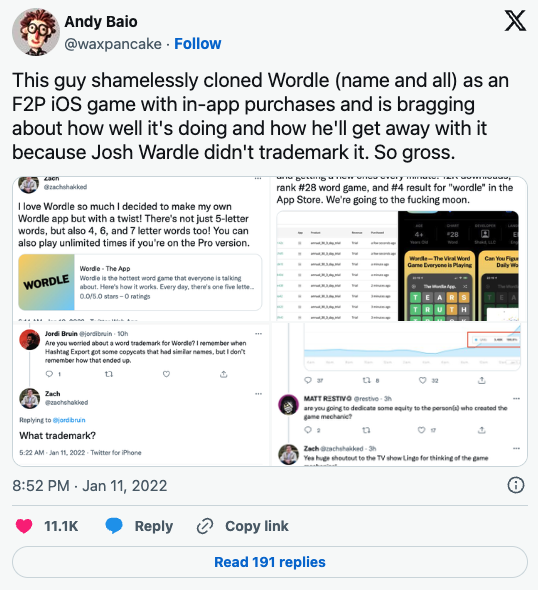 Andy Baio
@waxpancake · Follow
This guy shamelessly cloned Wordle (name and all) as an
F2P iOS game with in-app purchases and is bragging
about how well it's doing and how he'll get away with it
because Josh Wardle didn't trademark it. So gross.
Zach
@zachshakked
I love Wordle so much I decided to make my own
Wordle app but with a twist! There's not just 5-letter
words, but also 4, 6, and 7 letter words too! You can
also play unlimited times if you're on the Pro version.
WORDLE
Wordle - The App
Wordle is the hottest word game that everyone is talking
about. Here's how it works. Every day, there's one five lette...
0.0/5.0 stars - 0 ratings
and getting a new ones every minute! 12K downloads,
rank #28 word game, and #4 result for "wordle" in the
App Store. We're going to the fucking moon.
4+
#28
Wordle — The Viral Word
Game Everyone is Playing
Can You Figure
Daily Wo
The Wordle App.
TEARS
TRUTH
Jordi Bruin @jordibruin · 10h
Are you worried about a word trademark for Wordle? I remember when
Hashtag Export got some copycats that had similar names, but I don't
remember how that ended up.
1
Zach
@zachshakked
Replying to @jordibruin
What trademark?
5:22 AM · Jan 11, 2022 · Twitter for iPhone
37 8 32
MATT RESTIVO @restivo · 3h
are you going to dedicate some equity to the person(s) who created the
game mechanic?
2 17
Zach @zachshakked · 3h
Yea huge shoutout to the TV show Lingo for thinking of the game
8:52 PM · Jan 11, 2022
11.1K Reply Copy link
Read 191 replies